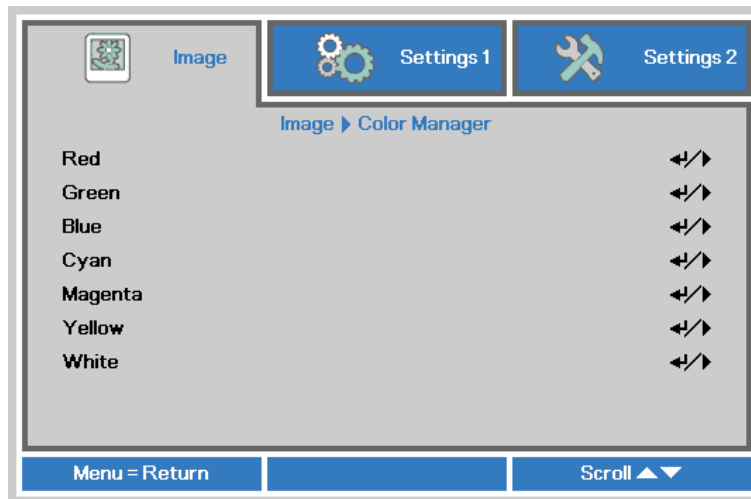 Image Settings 1 Settings 2
Image ▶ Color Manager
Red ↵/▶
Green ↵/▶
Blue ↵/▶
Cyan ↵/▶
Magenta ↵/▶
Yellow ↵/▶
White ↵/▶
Menu = Return Scroll ▲▼